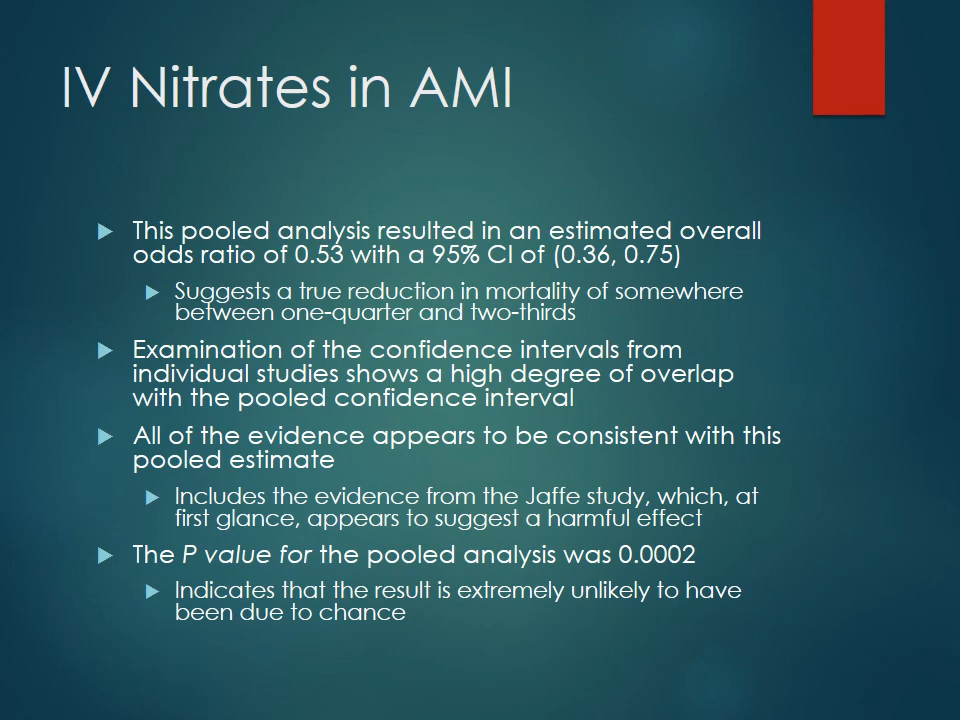 IV Nitrates in AMI
This pooled analysis resulted in an estimated overall
odds ratio of 0.53 with a 95% CI of (0.36, 0.75)
Suggests a true reduction in mortality of somewhere
between one-quarter and two-thirds
Examination of the confidence intervals from
individual studies shows a high degree of overlap
with the pooled confidence interval
All of the evidence appears to be consistent with this
pooled estimate
Includes the evidence from the Jaffe study, which, at
first glance, appears to suggest a harmful effect
The P value for the pooled analysis was 0.0002
Indicates that the result is extremely unlikely to have
been due to chance